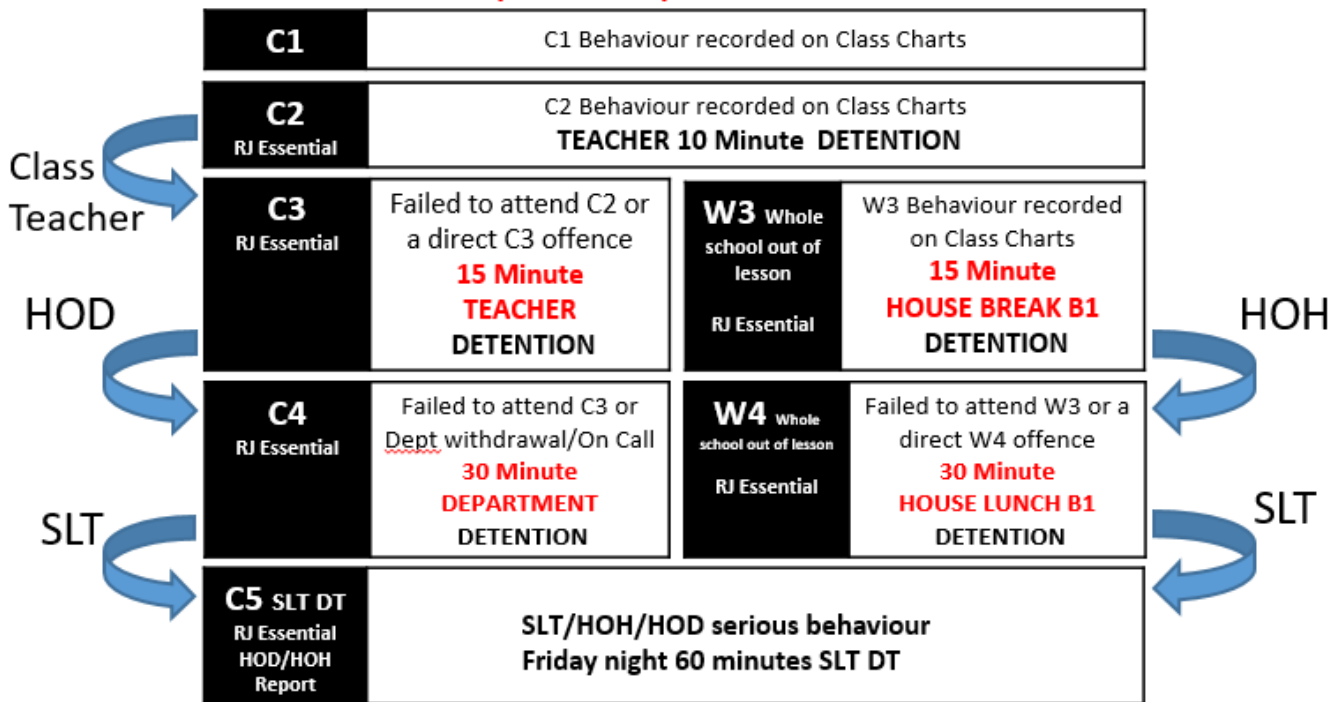 C1
C1 Behaviour recorded on Class Charts
C2
RJ Essential
C2 Behaviour recorded on Class Charts
TEACHER 10 Minute DETENTION
Class
Teacher
C3
RJ Essential
Failed to attend C2 or
a direct C3 offence
15 Minute
TEACHER
DETENTION
W3 Whole
school out of
lesson
RJ Essential
W3 Behaviour recorded
on Class Charts
15 Minute
HOUSE BREAK B1
DETENTION
HOD
HOH
C4
RJ Essential
Failed to attend C3 or
Dept withdrawal/On Call
30 Minute
DEPARTMENT
DETENTION
W4 Whole
school out of lesson
RJ Essential
Failed to attend W3 or a
direct W4 offence
30 Minute
HOUSE LUNCH B1
DETENTION
SLT
SLT
C5 SLT DT
RJ Essential
HOD/HOH
Report
SLT/HOH/HOD serious behaviour
Friday night 60 minutes SLT DT